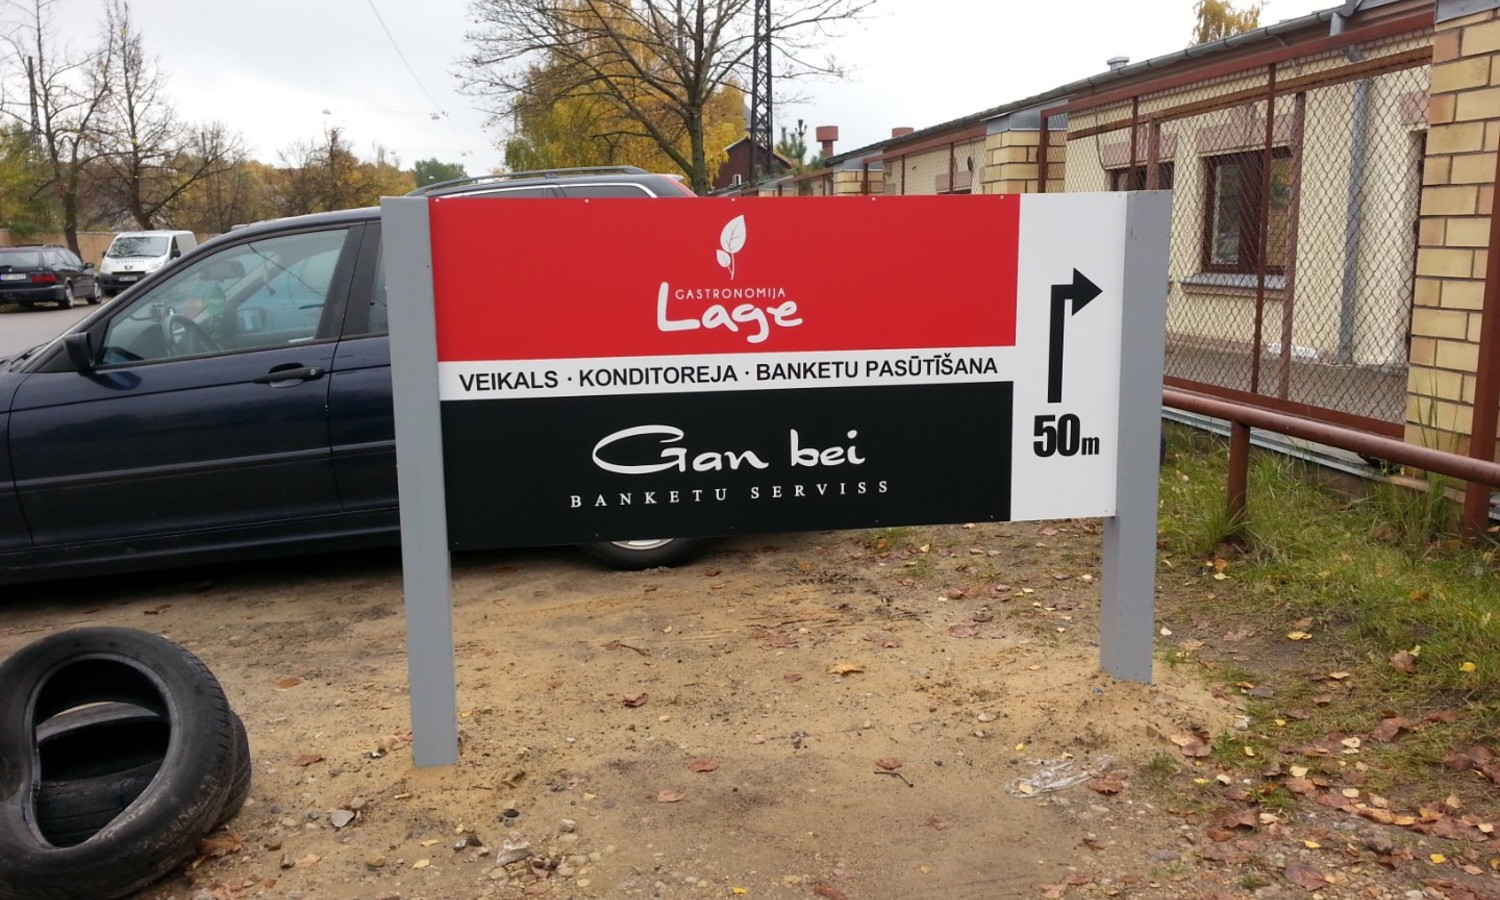 GASTRONOMIJA
Lage
VEIKALS · KONDITOREJA · BANKETU PASŪTĪŠANA
Gan bei
BANKETU SERVISS
50m